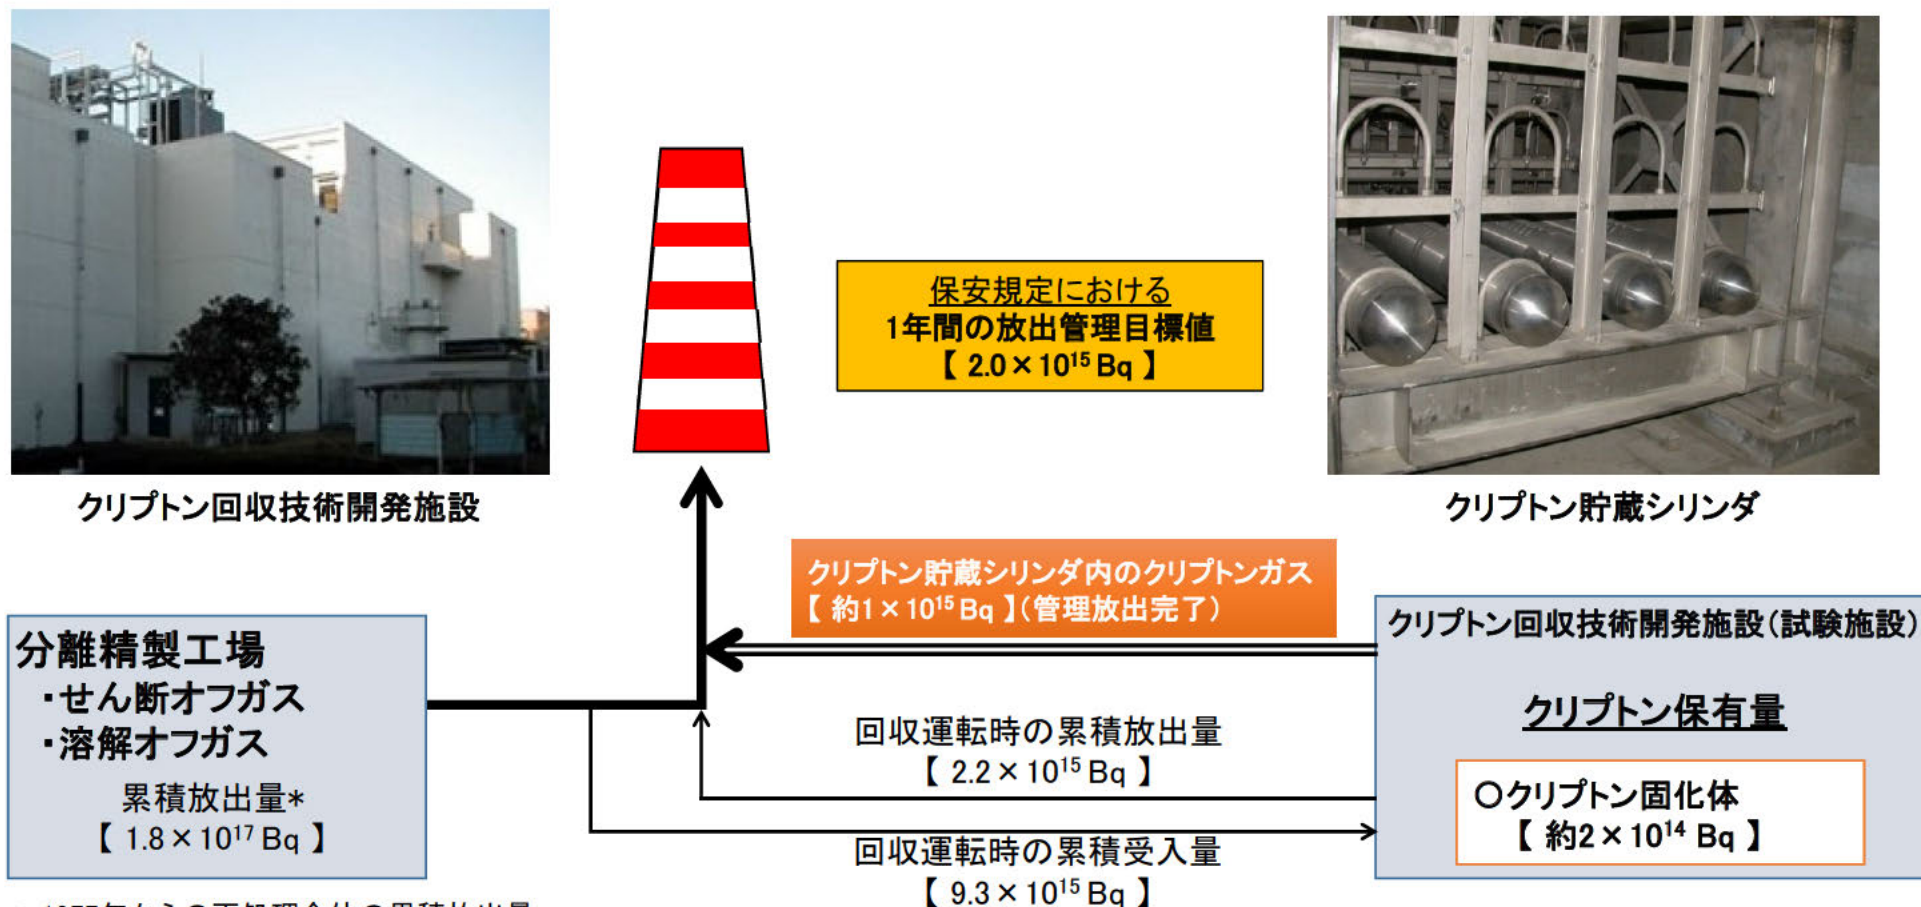 保安規定における
1年間の放出管理目標値
【 2.0×10¹⁵ Bq 】
クリプトン回収技術開発施設
クリプトン貯蔵シリンダ
クリプトン貯蔵シリンダ内のクリプトンガス
【 約1×10¹⁵ Bq 】(管理放出完了)
分離精製工場
・せん断オフガス
・溶解オフガス
累積放出量*
【 1.8×10¹⁷ Bq 】
回収運転時の累積放出量
【 2.2×10¹⁵ Bq 】
回収運転時の累積受入量
【 9.3×10¹⁵ Bq 】
クリプトン回収技術開発施設(試験施設)
クリプトン保有量
○クリプトン固化体
【 約2×10¹⁴ Bq 】